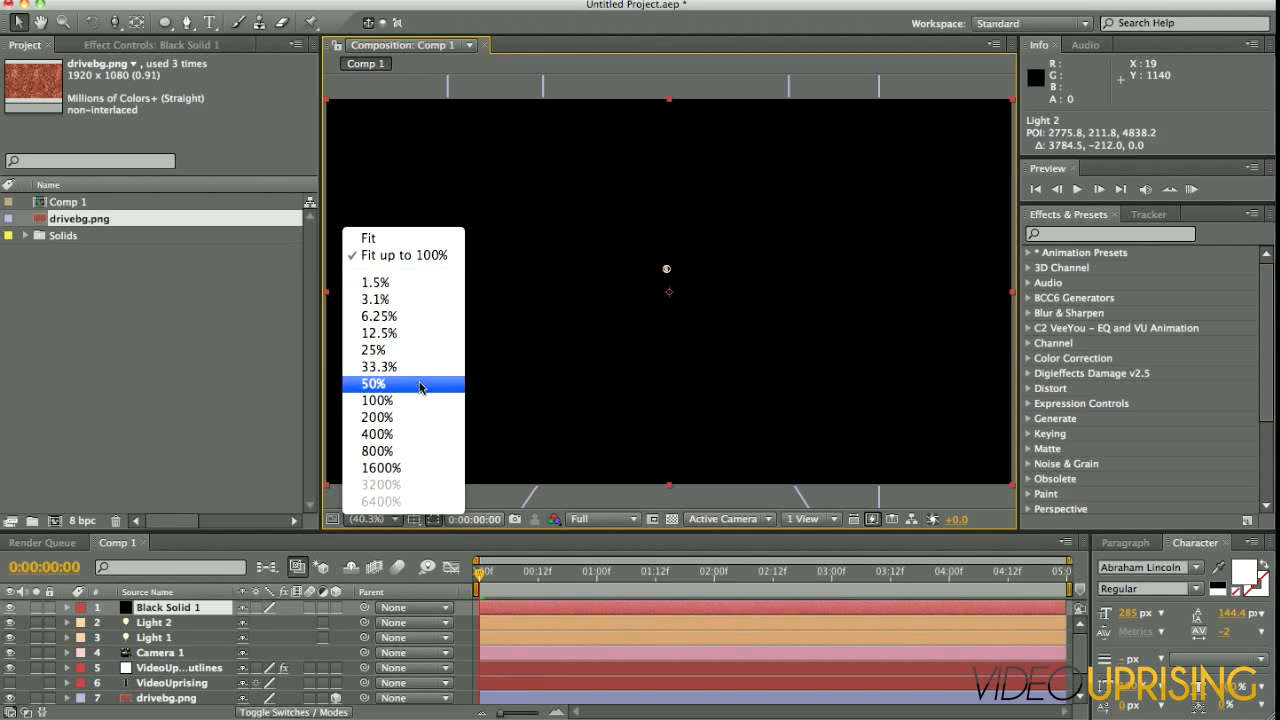 Untitled Project.aep *
Workspace: Standard
Search Help
Project
Effect Controls: Black Solid 1
Composition: Comp 1
Info
Audio
drivebg.png ▾ , used 3 times
1920 x 1080 (0.91)
Millions of Colors+ (Straight)
non-interlaced
Comp 1
R :
G :
B :
A : 0
X : 19
Y : 1140
Light 2
POI: 2775.8, 211.8, 4838.2
Δ: 3784.5, -212.0, 0.0
Preview
Name
Comp 1
drivebg.png
Solids
Effects & Presets
Tracker
* Animation Presets
3D Channel
Audio
BCC6 Generators
Blur & Sharpen
C2 VeeYou - EQ and VU Animation
Channel
Color Correction
Digieffects Damage v2.5
Distort
Expression Controls
Generate
Keying
Matte
Noise & Grain
Obsolete
Paint
Perspective
Fit
✓ Fit up to 100%
1.5%
3.1%
6.25%
12.5%
25%
33.3%
50%
100%
200%
400%
800%
1600%
3200%
6400%
8 bpc
(40.3%)
0:00:00:00
Full
Active Camera
1 View
+0.0
Render Queue
Comp 1
0:00:00:00
00:12f 01:00f 01:12f 02:00f 02:12f 03:00f 03:12f 04:00f 04:12f 05:0
# Source Name
Parent
1 Black Solid 1 None
2 Light 2 None
3 Light 1 None
4 Camera 1 None
5 VideoUp...utlines None
6 VideoUprising None
7 drivebg.png None
Toggle Switches / Modes
Paragraph
Character
Abraham Lincoln
Regular
285 px
144.4 px
Metrics
-2
- px
0 px
0 %
VIDEOUPRISING